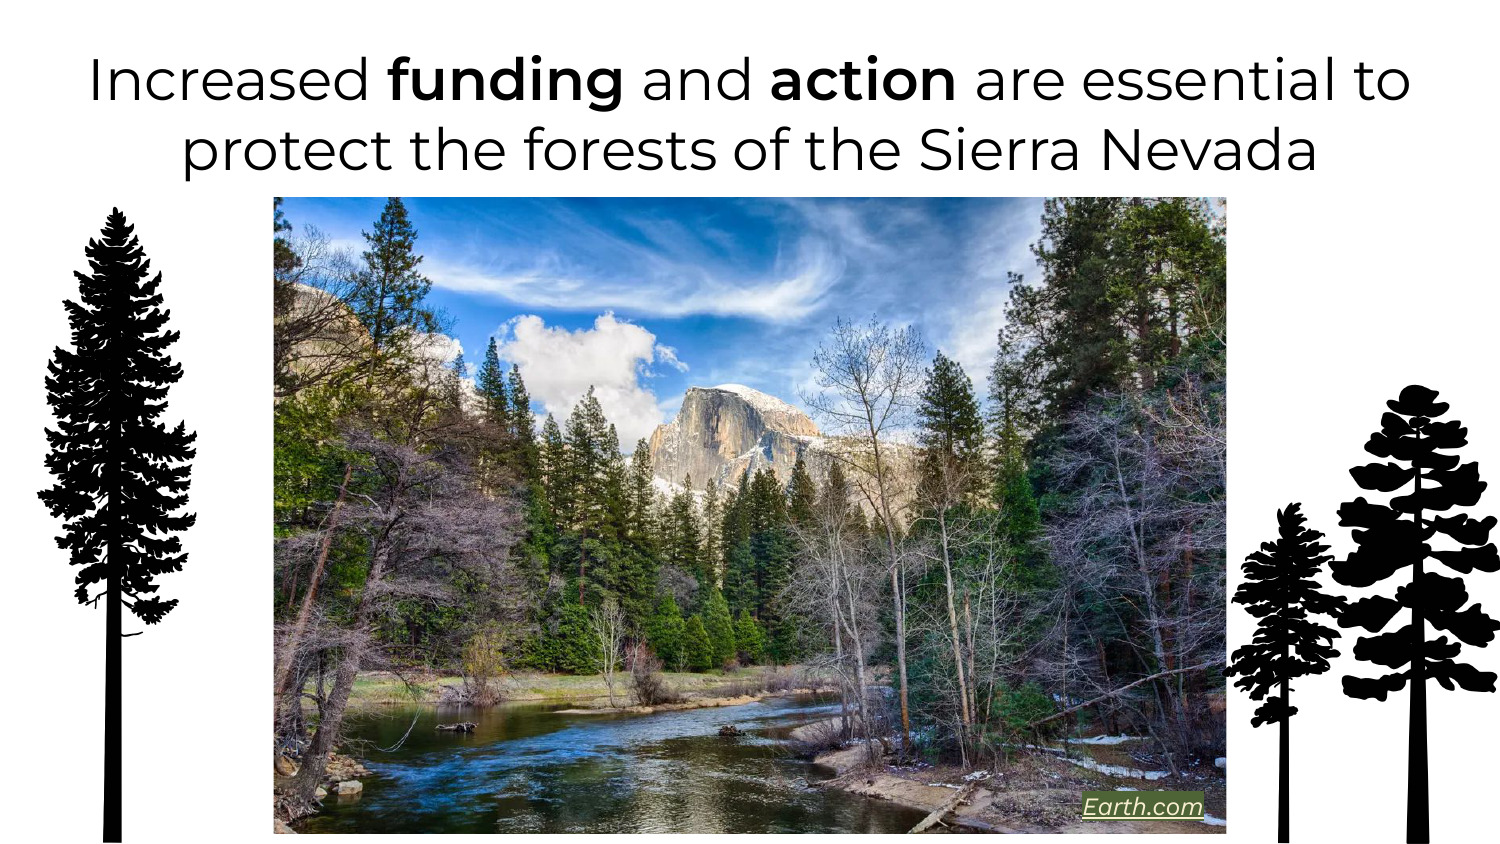 Increased funding and action are essential to
protect the forests of the Sierra Nevada
Earth.com